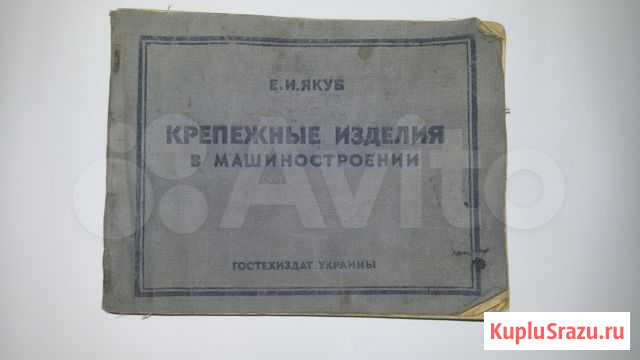 Е.И.ЯКУБ
КРЕПЕЖНЫЕ ИЗДЕЛИЯ
В МАШИНОСТРОЕНИИ
Avito
ГОСТЕХИЗДАТ УКРАИНЫ
KupluSrazu.ru